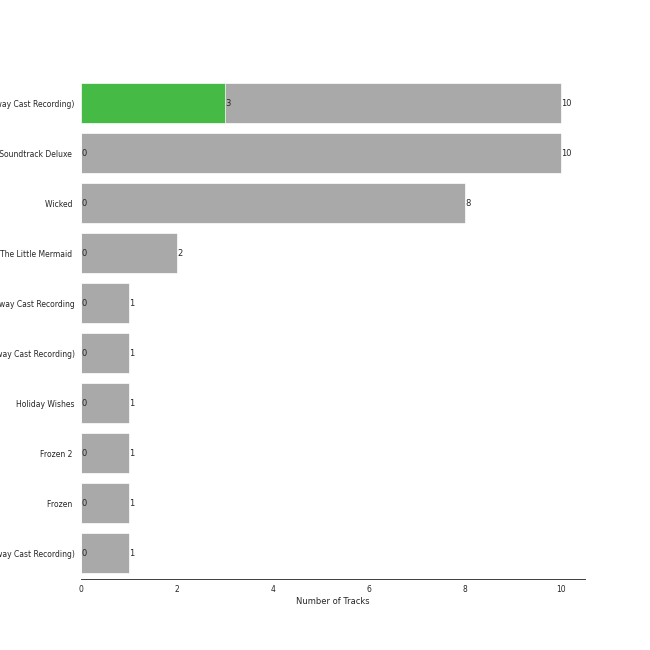 way Cast Recording) 3 10
Soundtrack Deluxe 0 10
Wicked 0 8
The Little Mermaid 0 2
way Cast Recording 0 1
way Cast Recording) 0 1
Holiday Wishes 0 1
Frozen 2 0 1
Frozen 0 1
way Cast Recording) 0 1
0 2 4 6 8 10
Number of Tracks